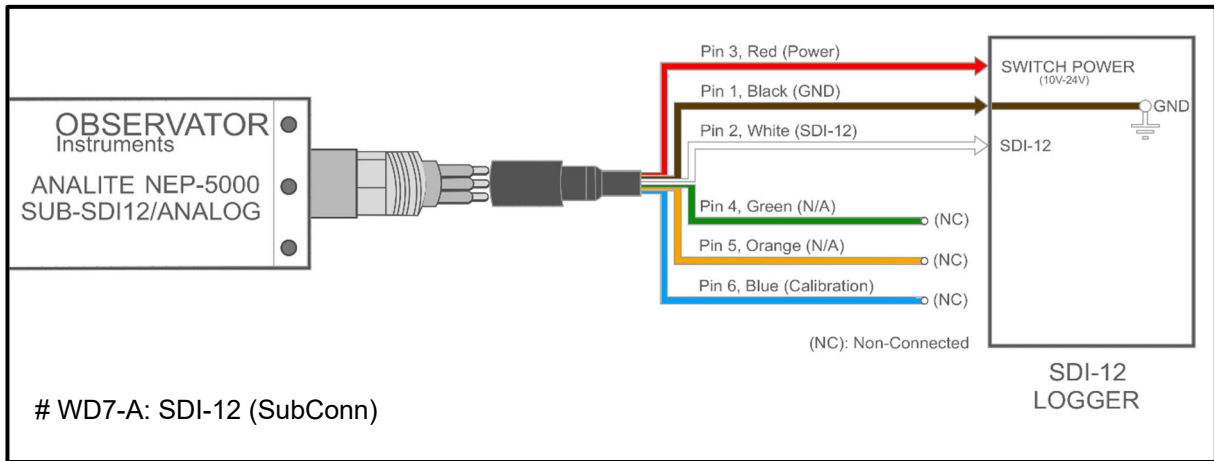 OBSERVATOR
Instruments
ANALITE NEP-5000
SUB-SDI12/ANALOG
Pin 3, Red (Power)
Pin 1, Black (GND)
Pin 2, White (SDI-12)
Pin 4, Green (N/A)
Pin 5, Orange (N/A)
Pin 6, Blue (Calibration)
(NC)
(NC)
(NC)
(NC): Non-Connected
SWITCH POWER
(10V-24V)
GND
SDI-12
SDI-12
LOGGER
# WD7-A: SDI-12 (SubConn)